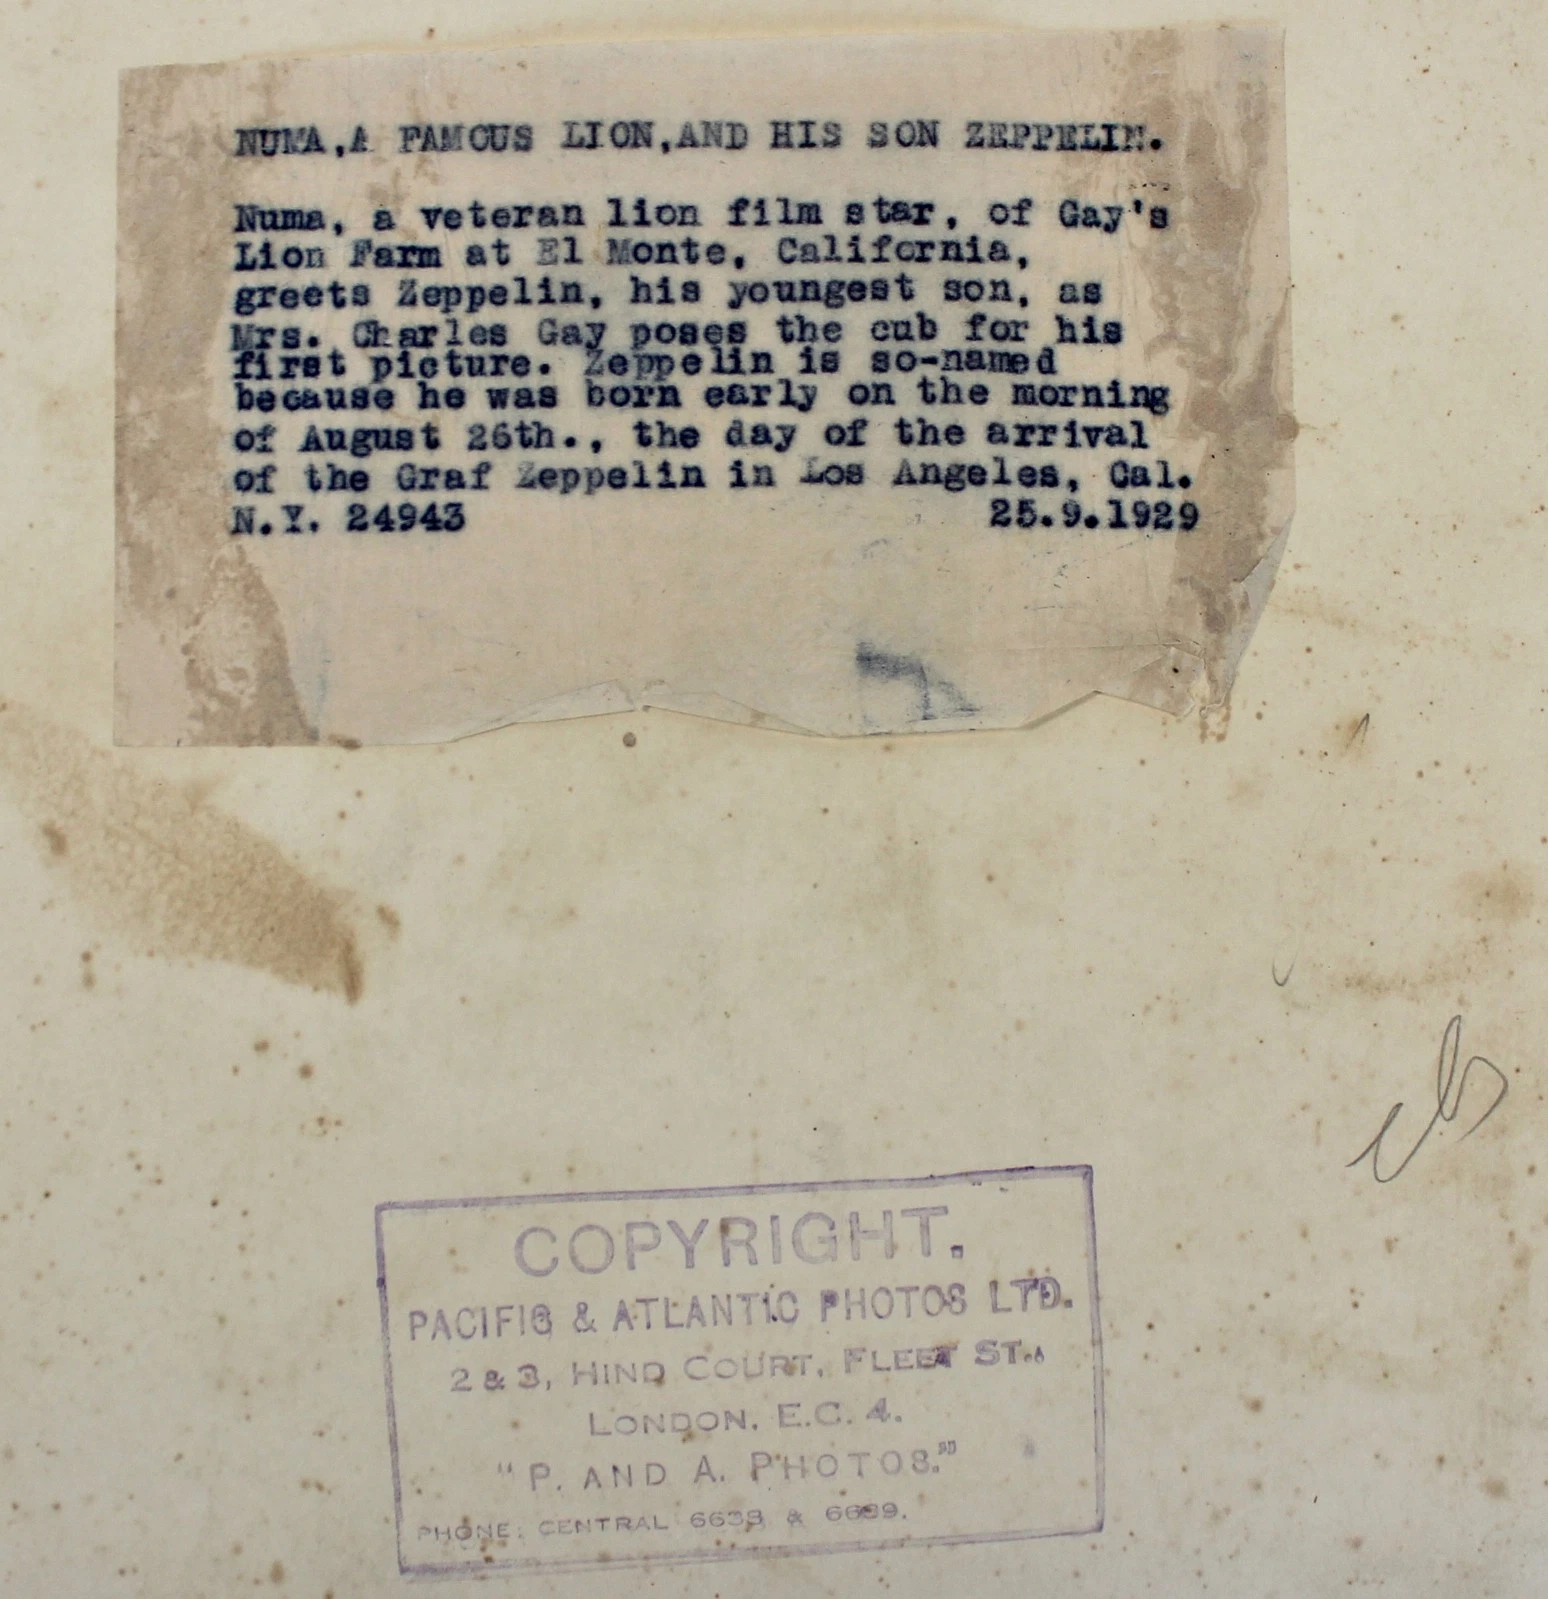 NUMA,A FAMOUS LION,AND HIS SON ZEPPELIN.
Numa, a veteran lion film star, of Gay's
Lion Farm at El Monte, California,
greets Zeppelin, his youngest son, as
Mrs. Charles Gay poses the cub for his
first picture. Zeppelin is so-named
because he was born early on the morning
of August 26th., the day of the arrival
of the Graf Zeppelin in Los Angeles, Cal.
N.Y. 24943 25.9.1929
COPYRIGHT.
PACIFIC & ATLANTIC PHOTOS LTD.
2 & 3, HIND COURT, FLEET ST.,
LONDON. E.C. 4.
"P. AND A. PHOTOS."
PHONE: CENTRAL 6638 & 6639.